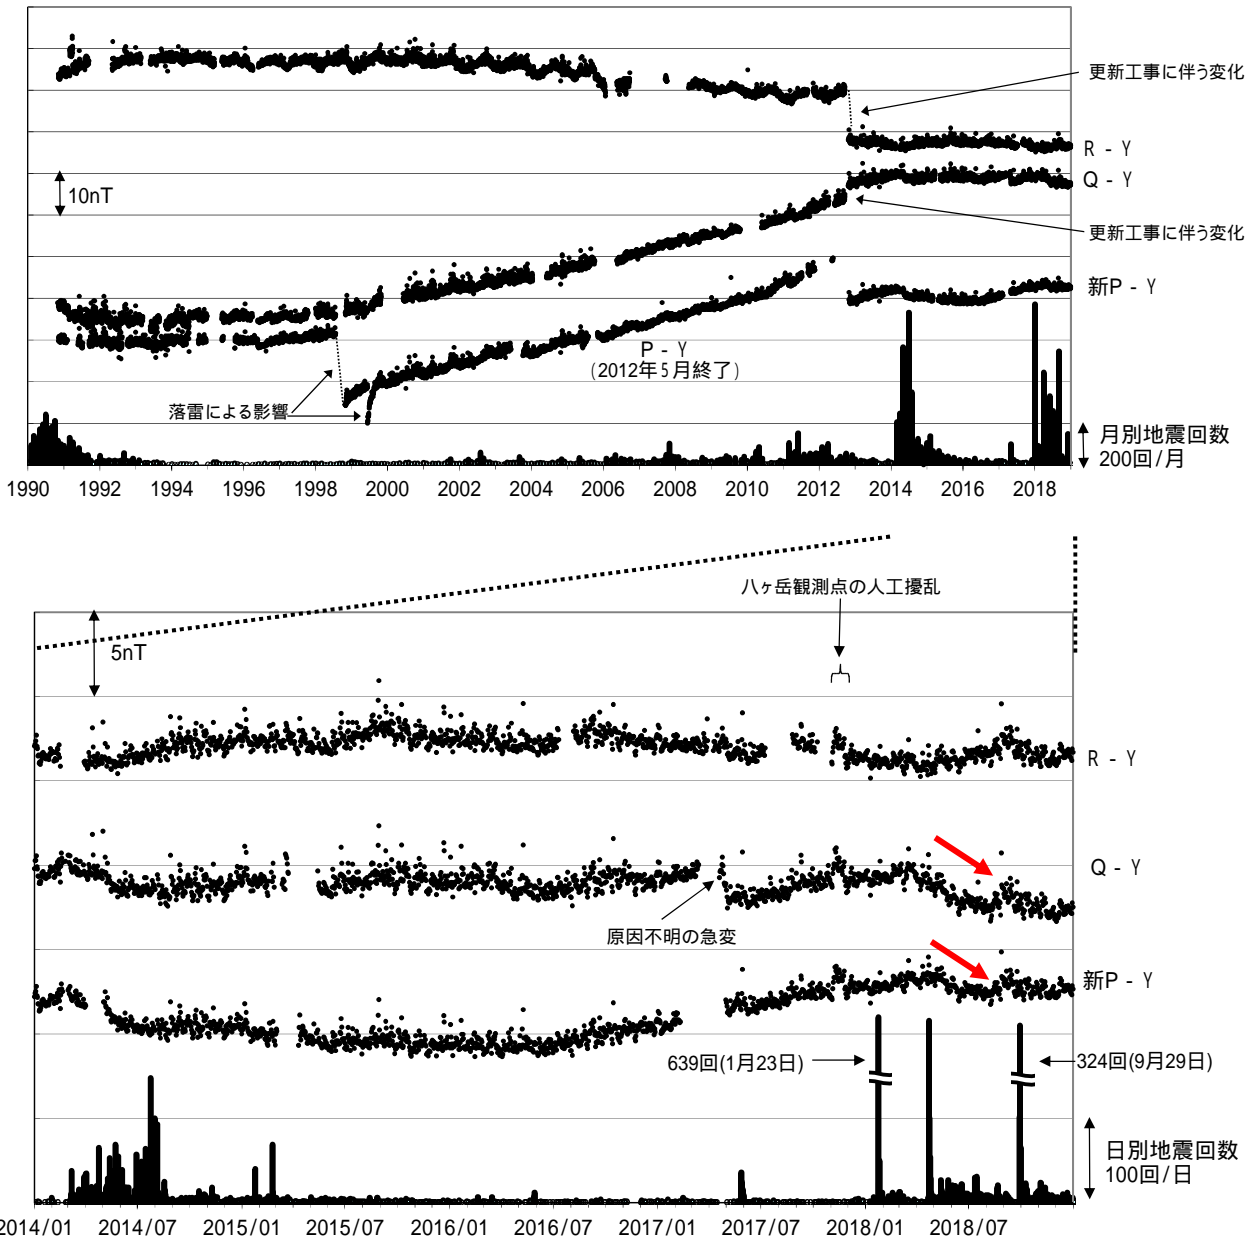 更新工事に伴う変化
R - Y
Q - Y
10nT
更新工事に伴う変化
新P - Y
P - Y
(2012年5月終了)
落雷による影響
月別地震回数
200回/月
1990 1992 1994 1996 1998 2000 2002 2004 2006 2008 2010 2012 2014 2016 2018
八ヶ岳観測点の人工擾乱
5nT
R - Y
Q - Y
原因不明の急変
新P - Y
639回(1月23日)
324回(9月29日)
日別地震回数
100回/日
2014/01 2014/07 2015/01 2015/07 2016/01 2016/07 2017/01 2017/07 2018/01 2018/07